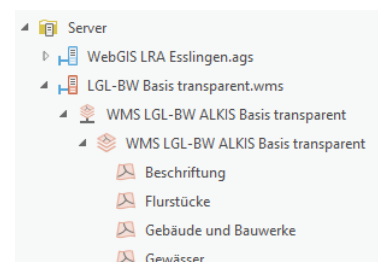 Server
WebGIS LRA Esslingen.ags
LGL-BW Basis transparent.wms
WMS LGL-BW ALKIS Basis transparent
WMS LGL-BW ALKIS Basis transparent
Beschriftung
Flurstücke
Gebäude und Bauwerke
Gewässer